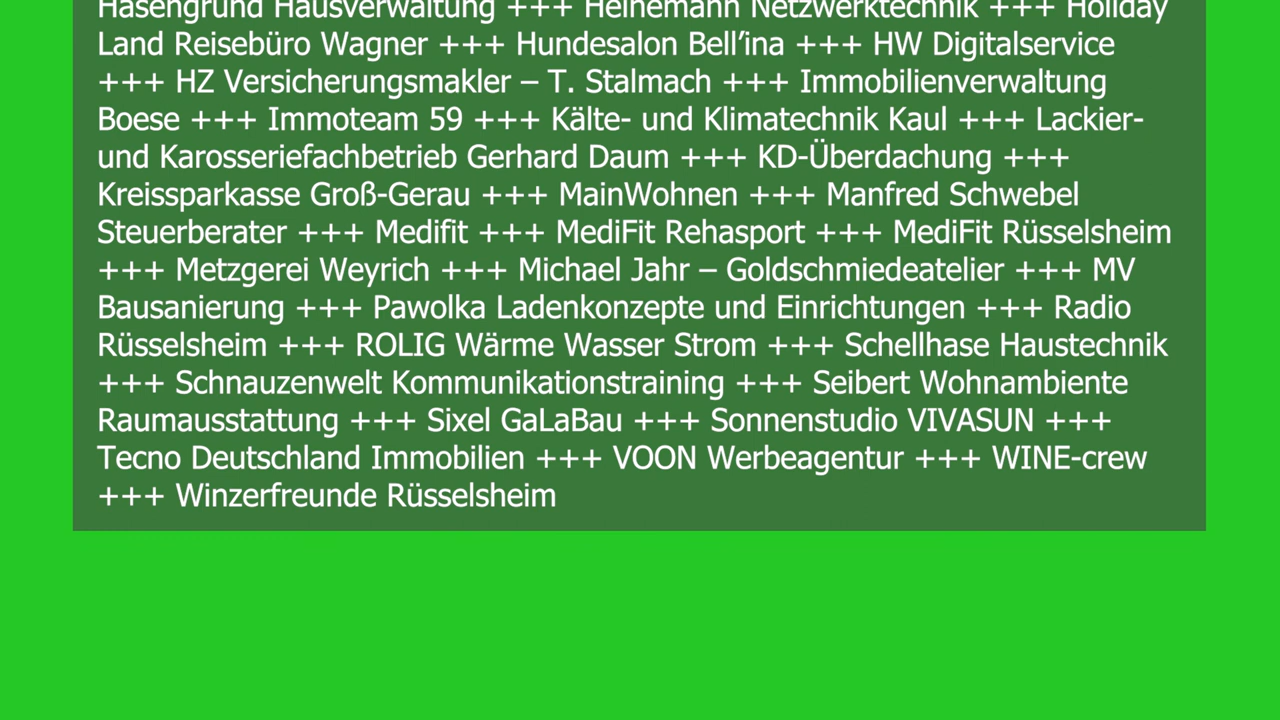 Hasengrund Hausverwaltung +++ Heinemann Netzwerktechnik +++ Holiday
Land Reisebüro Wagner +++ Hundesalon Bell’ina +++ HW Digitalservice
+++ HZ Versicherungsmakler – T. Stalmach +++ Immobilienverwaltung
Boese +++ Immoteam 59 +++ Kälte- und Klimatechnik Kaul +++ Lackier-
und Karosseriefachbetrieb Gerhard Daum +++ KD-Überdachung +++
Kreissparkasse Groß-Gerau +++ MainWohnen +++ Manfred Schwebel
Steuerberater +++ Medifit +++ MediFit Rehasport +++ MediFit Rüsselsheim
+++ Metzgerei Weyrich +++ Michael Jahr – Goldschmiedeatelier +++ MV
Bausanierung +++ Pawolka Ladenkonzepte und Einrichtungen +++ Radio
Rüsselsheim +++ ROLIG Wärme Wasser Strom +++ Schellhase Haustechnik
+++ Schnauzenwelt Kommunikationstraining +++ Seibert Wohnambiente
Raumausstattung +++ Sixel GaLaBau +++ Sonnenstudio VIVASUN +++
Tecno Deutschland Immobilien +++ VOON Werbeagentur +++ WINE-crew
+++ Winzerfreunde Rüsselsheim